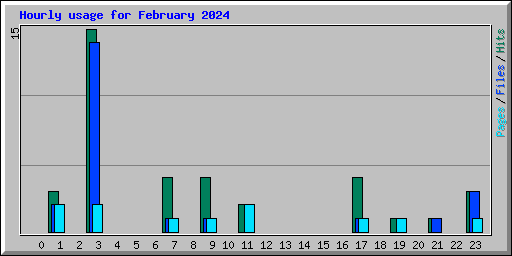 Hourly usage for February 2024
15
Pages/Files/Hits
0 1 2 3 4 5 6 7 8 9 10 11 12 13 14 15 16 17 18 19 20 21 22 23